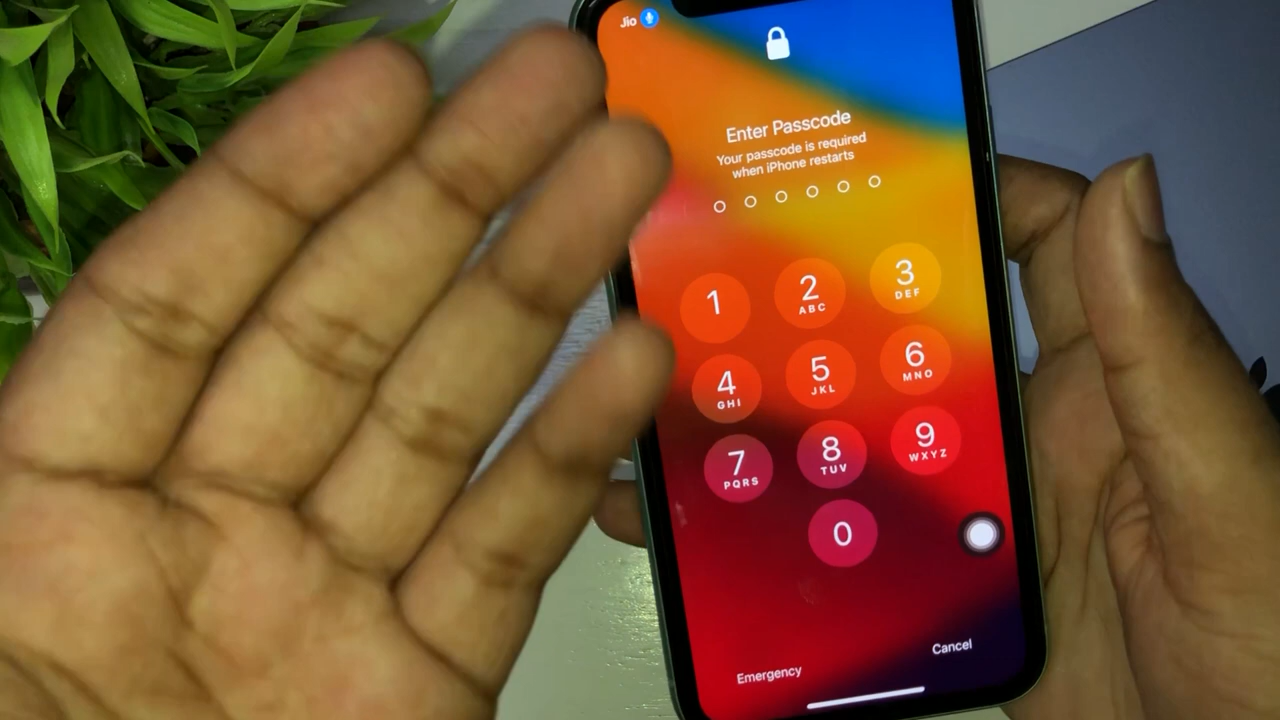 Jio
Enter Passcode
Your passcode is required
when iPhone restarts
1
2
ABC
3
DEF
4
GHI
5
JKL
6
MNO
7
PQRS
8
TUV
9
WXYZ
0
Cancel
Emergency